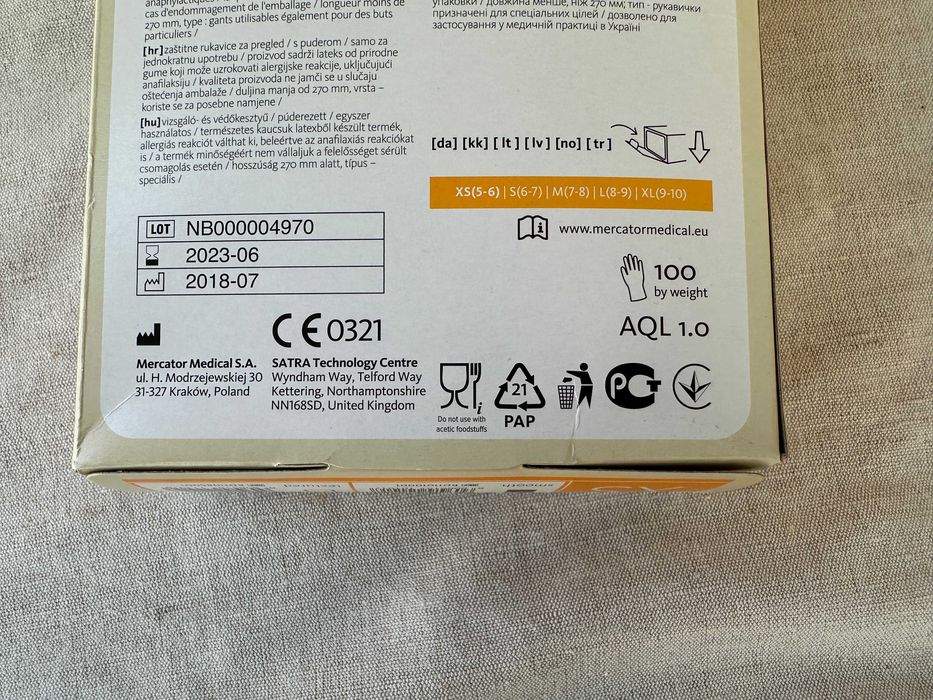 anaphylactiques /
cas d'endommagement de l'emballage / longueur moins de
270 mm, type : gants utilisables également pour des buts
particuliers /
[hr]zaštitne rukavice za pregled / s puderom / samo za
jednokratnu upotrebu / proizvod sadrži lateks od prirodne
gume koji može uzrokovati alergijske reakcije, uključujući
anafilaksiju / kvaliteta proizvoda ne jamči se u slučaju
oštećenja ambalaže / duljina manja od 270 mm, vrsta –
koriste se za posebne namjene /
[hu]vizsgáló- és védőkesztyű / púderezett / egyszer
használatos / természetes kaucsuk latexből készült termék,
allergiás reakciót válthat ki, beleértve az anafilaxiás reakciókat
is / a termék minőségéért nem vállaljuk a felelősséget sérült
csomagolás esetén / hosszúság 270 mm alatt, típus –
speciális /
упаковки / довжина менше, ніж 270 мм; тип - рукавички
призначені для спеціальних цілей / дозволено для
застосування у медичній практиці в Україні
[da] [kk] [lt] [lv] [no] [tr]
XS(5-6) | S(6-7) | M(7-8) | L(8-9) | XL(9-10)
www.mercatormedical.eu
100
by weight
AQL 1.0
LOT NB000004970
2023-06
2018-07
CE 0321
Mercator Medical S.A.
ul. H. Modrzejewskiej 30
31-327 Kraków, Poland
SATRA Technology Centre
Wyndham Way, Telford Way
Kettering, Northamptonshire
NN168SD, United Kingdom
Do not use with
acetic foodstuffs
21
PAP
РСТ
smooth
textured